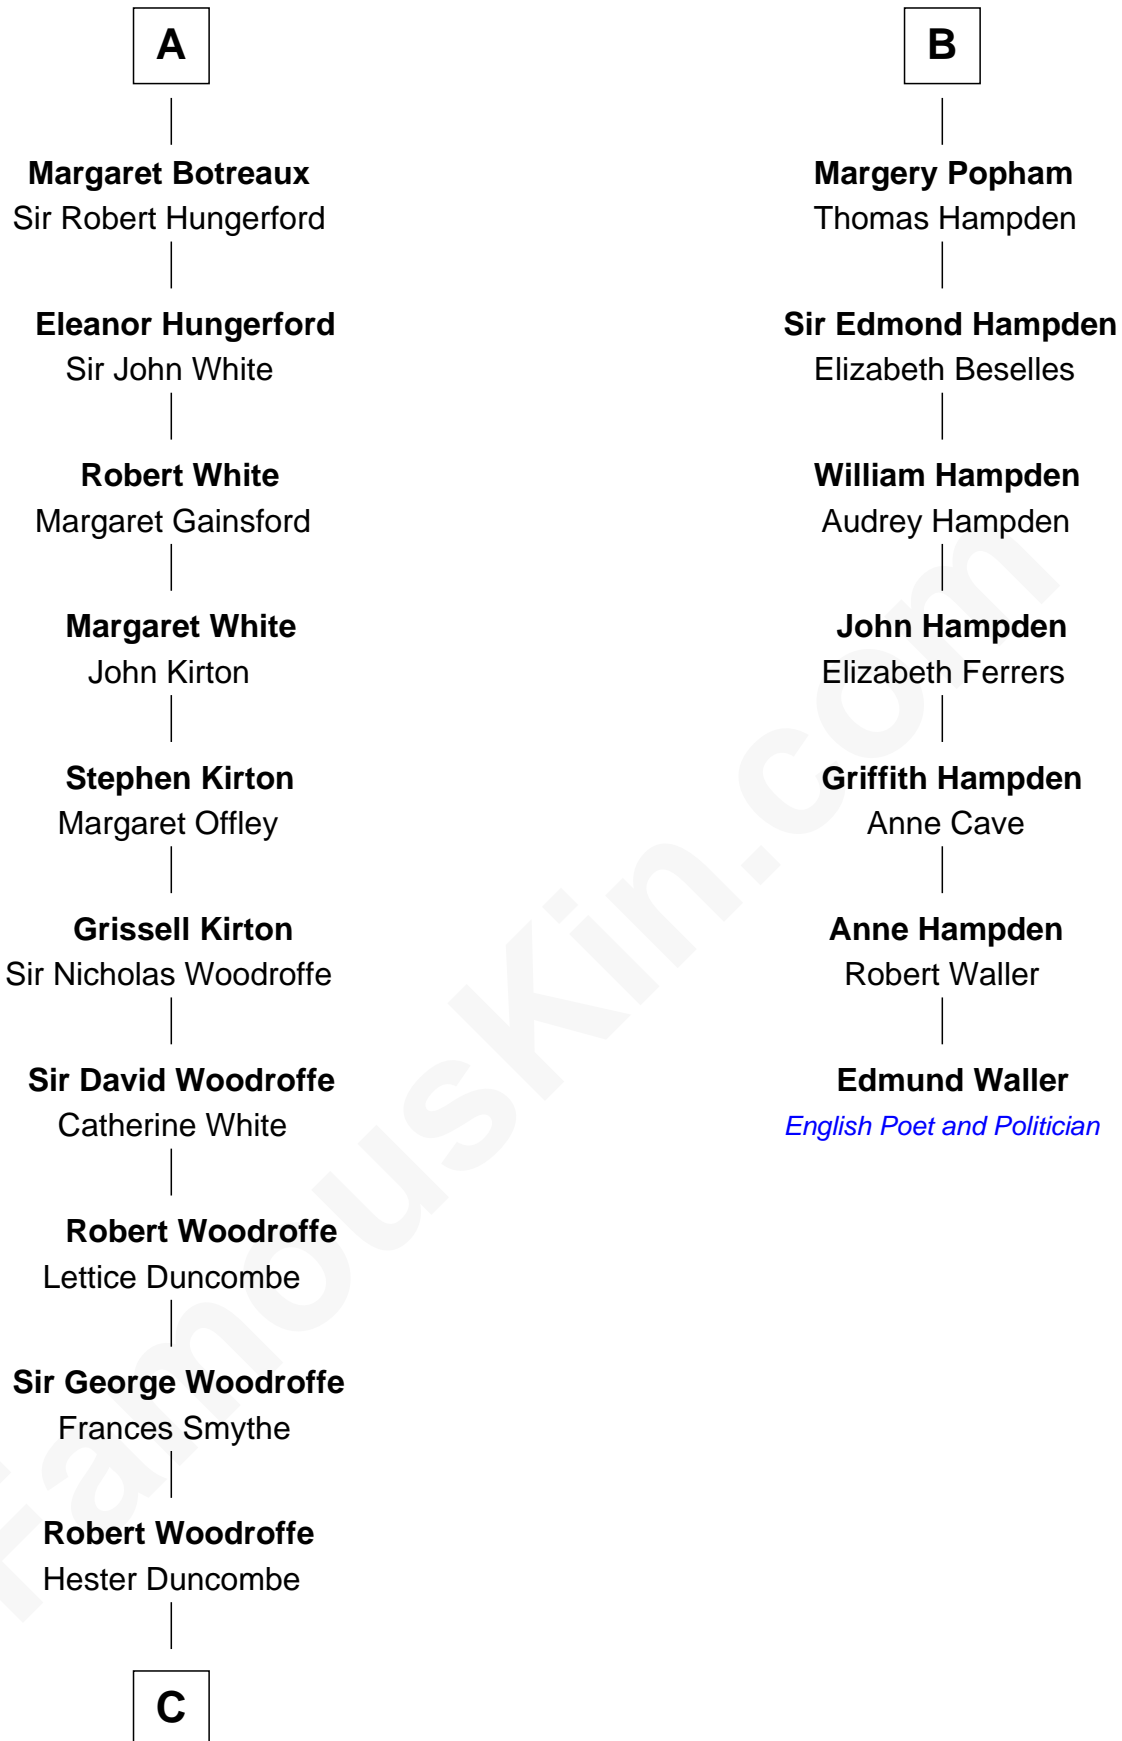 A
Margaret Botreaux
Sir Robert Hungerford
Eleanor Hungerford
Sir John White
Robert White
Margaret Gainsford
Margaret White
John Kirton
Stephen Kirton
Margaret Offley
Grissell Kirton
Sir Nicholas Woodroffe
Sir David Woodroffe
Catherine White
Robert Woodroffe
Lettice Duncombe
Sir George Woodroffe
Frances Smythe
Robert Woodroffe
Hester Duncombe
C
B
Margery Popham
Thomas Hampden
Sir Edmond Hampden
Elizabeth Beselles
William Hampden
Audrey Hampden
John Hampden
Elizabeth Ferrers
Griffith Hampden
Anne Cave
Anne Hampden
Robert Waller
Edmund Waller
English Poet and Politician
FamousKin.com